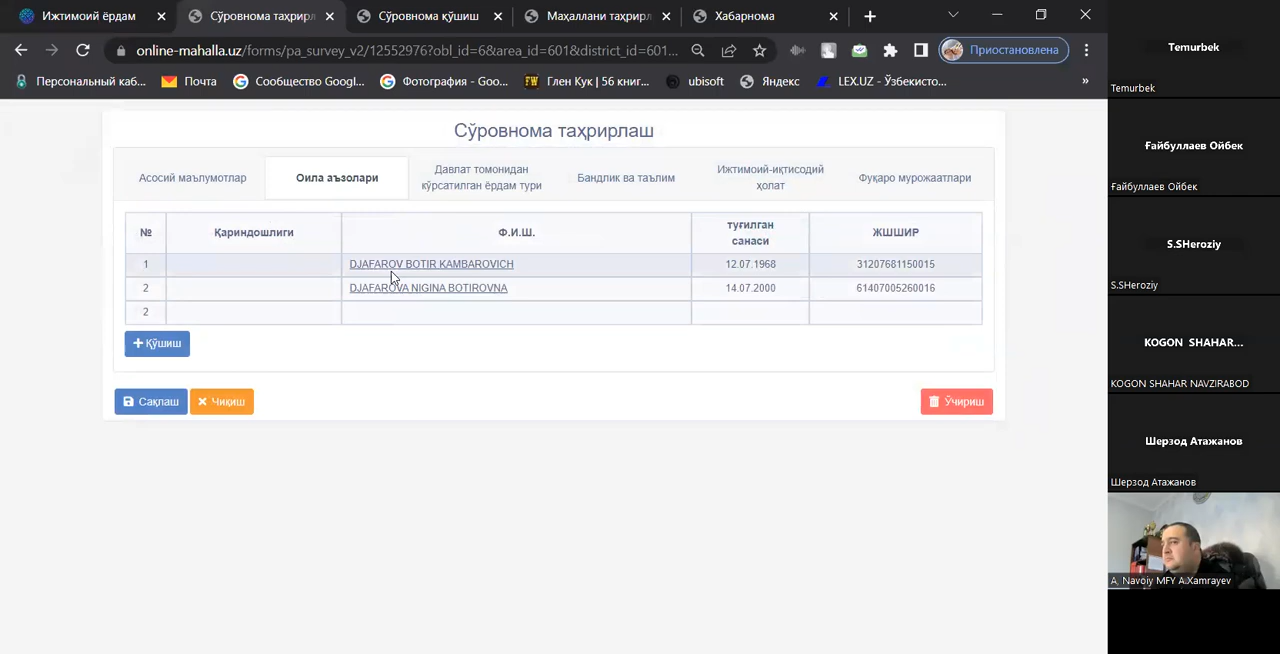 Ижтимоий ёрдам
Сўровнома таҳрирл
Сўровнома қўшиш
Маҳаллани таҳрирл
Хабарнома
online-mahalla.uz/forms/pa_survey_v2/12552976?obl_id=6&area_id=601&district_id=601...
Приостановлена
Персональный каб...
Почта
Сообщество Googl...
Фотография - Goo...
Глен Кук | 56 книг...
ubisoft
Яндекс
LEX.UZ - Ўзбекисто...
»
Сўровнома таҳрирлаш
Асосий маълумотлар
Оила аъзолари
Давлат томонидан
кўрсатилган ёрдам тури
Бандлик ва таълим
Ижтимоий-иқтисодий
ҳолат
Фуқаро мурожаатлари
№ Қариндошлиги Ф.И.Ш. туғилган санаси ЖШШИР
1 DJAFAROV BOTIR KAMBAROVICH 12.07.1968 31207681150015
2 DJAFAROVA NIGINA BOTIROVNA 14.07.2000 61407005260016
2
+ Қўшиш
Сақлаш
Чиқиш
Ўчириш
Temurbek
Temurbek
Ғайбуллаев Ойбек
Ғайбуллаев Ойбек
S.SHeroziy
S.SHeroziy
KOGON SHAHAR...
KOGON SHAHAR NAVZIRABOD
Шерзод Атажанов
Шерзод Атажанов
A, Navoiy MFY A.Xamrayev